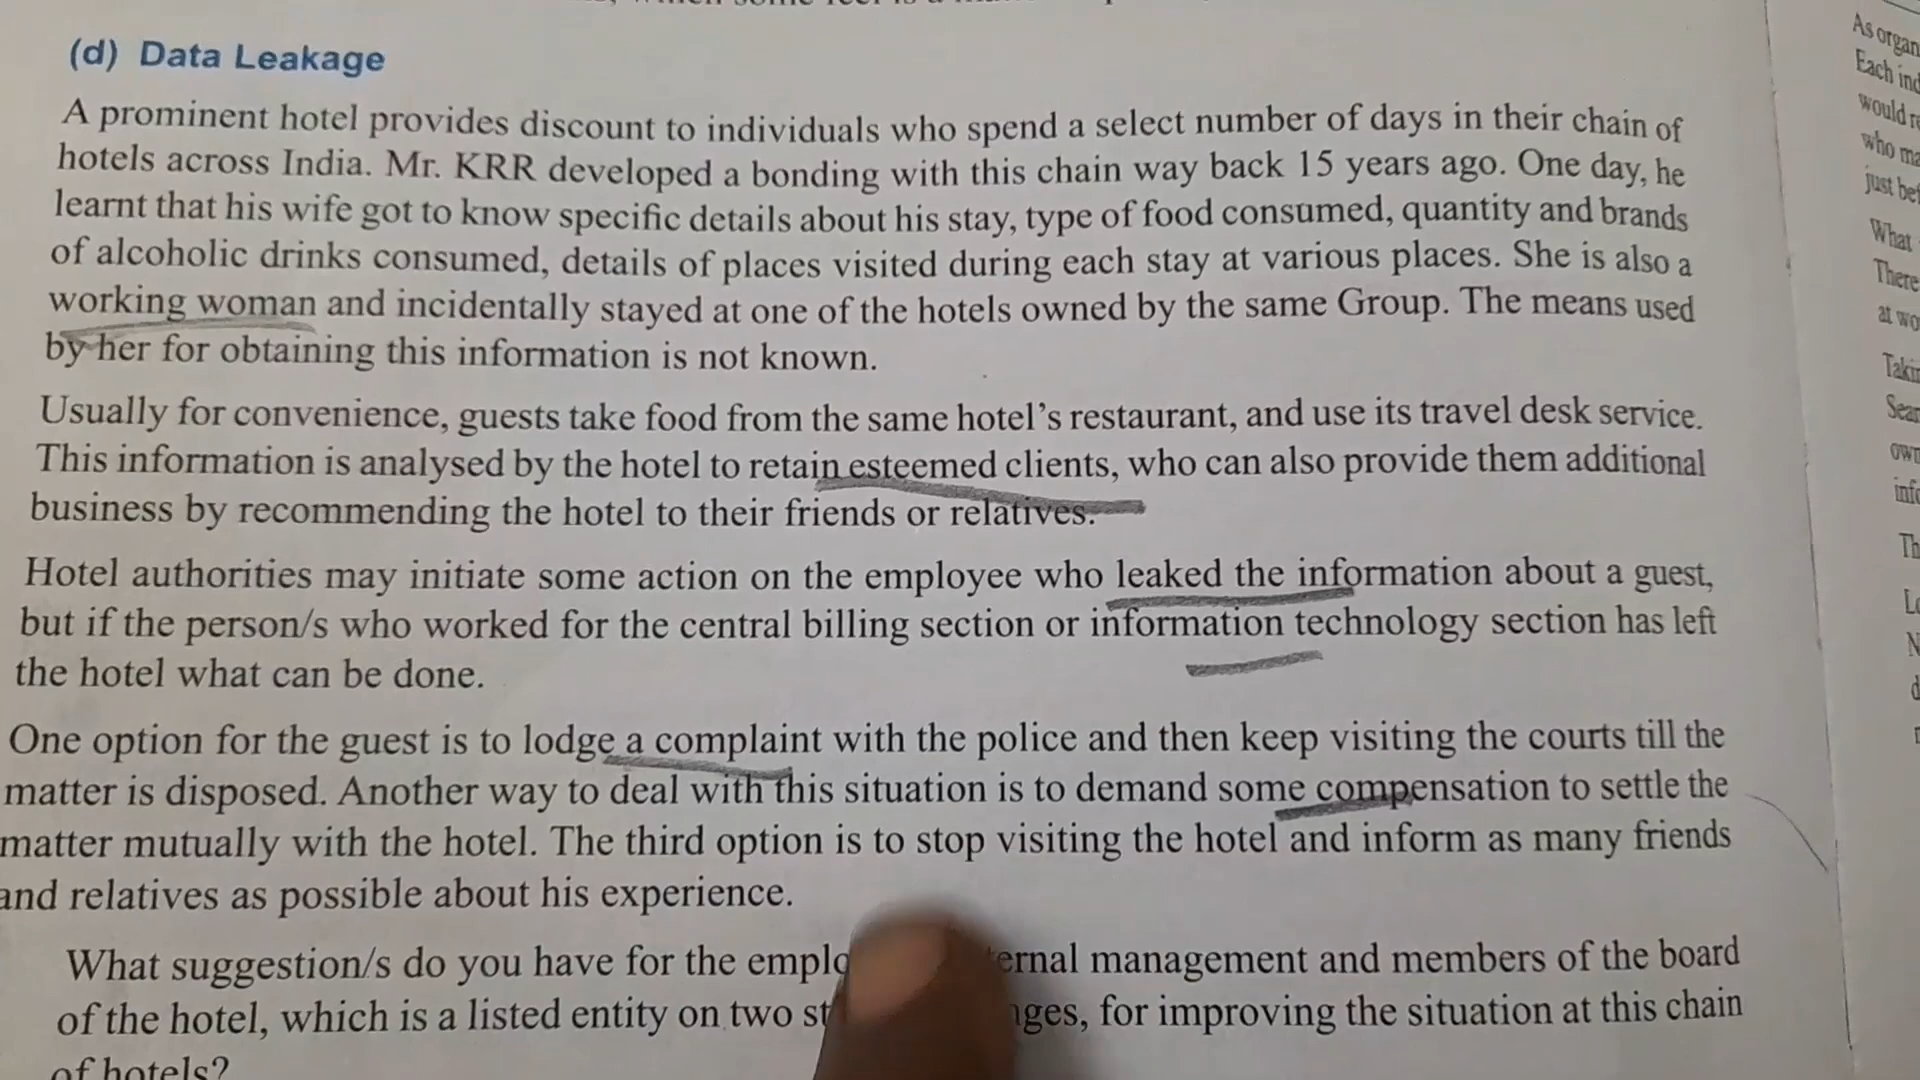 (d) Data Leakage
A prominent hotel provides discount to individuals who spend a select number of days in their chain of
hotels across India. Mr. KRR developed a bonding with this chain way back 15 years ago. One day, he
learnt that his wife got to know specific details about his stay, type of food consumed, quantity and brands
of alcoholic drinks consumed, details of places visited during each stay at various places. She is also a
working woman and incidentally stayed at one of the hotels owned by the same Group. The means used
by her for obtaining this information is not known.
Usually for convenience, guests take food from the same hotel's restaurant, and use its travel desk service.
This information is analysed by the hotel to retain esteemed clients, who can also provide them additional
business by recommending the hotel to their friends or relatives.
Hotel authorities may initiate some action on the employee who leaked the information about a guest,
but if the person/s who worked for the central billing section or information technology section has left
the hotel what can be done.
One option for the guest is to lodge a complaint with the police and then keep visiting the courts till the
matter is disposed. Another way to deal with this situation is to demand some compensation to settle the
matter mutually with the hotel. The third option is to stop visiting the hotel and inform as many friends
and relatives as possible about his experience.
What suggestion/s do you have for the management and members of the board
of the hotel, which is a listed entity on two for improving the situation at this chain
of hotels?
As
Each
would
who
just
What
There
at